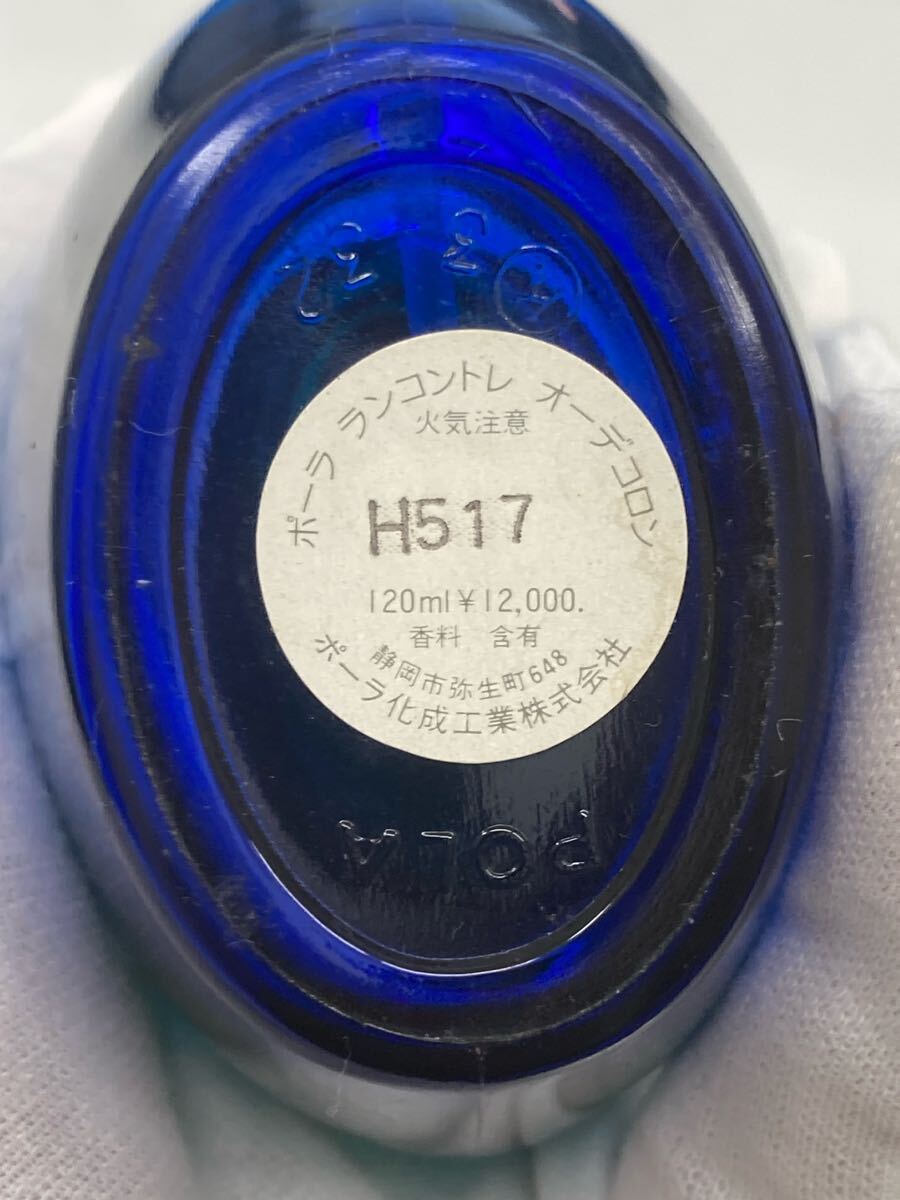 ポーラ ランコントレ オーデコロン
火気注意
H517
120ml ¥12,000.
香料 含有
静岡市弥生町648
ポーラ化成工業株式会社
POLA